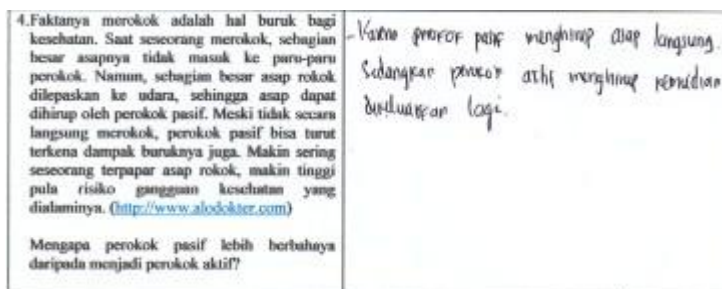 4.Faktanya merokok adalah hal buruk bagi
kesehatan. Saat seseorang merokok, sebagian
besar asapnya tidak masuk ke paru-paru
perokok. Namun, sebagian besar asap rokok
dilepaskan ke udara, sehingga asap dapat
dihirup oleh perokok pasif. Meski tidak secara
langsung merokok, perokok pasif bisa turut
terkena dampak buruknya juga. Makin sering
seseorang terpapar asap rokok, makin tinggi
pula risiko gangguan kesehatan yang
dialaminya. (http://www.alodokter.com)
Mengapa perokok pasif lebih berbahaya
daripada menjadi perokok aktif?
- Karena perokok pasif menghirup asap langsung.
Sedangkan perokok aktif menghirup kemudian
dikeluarkan lagi.